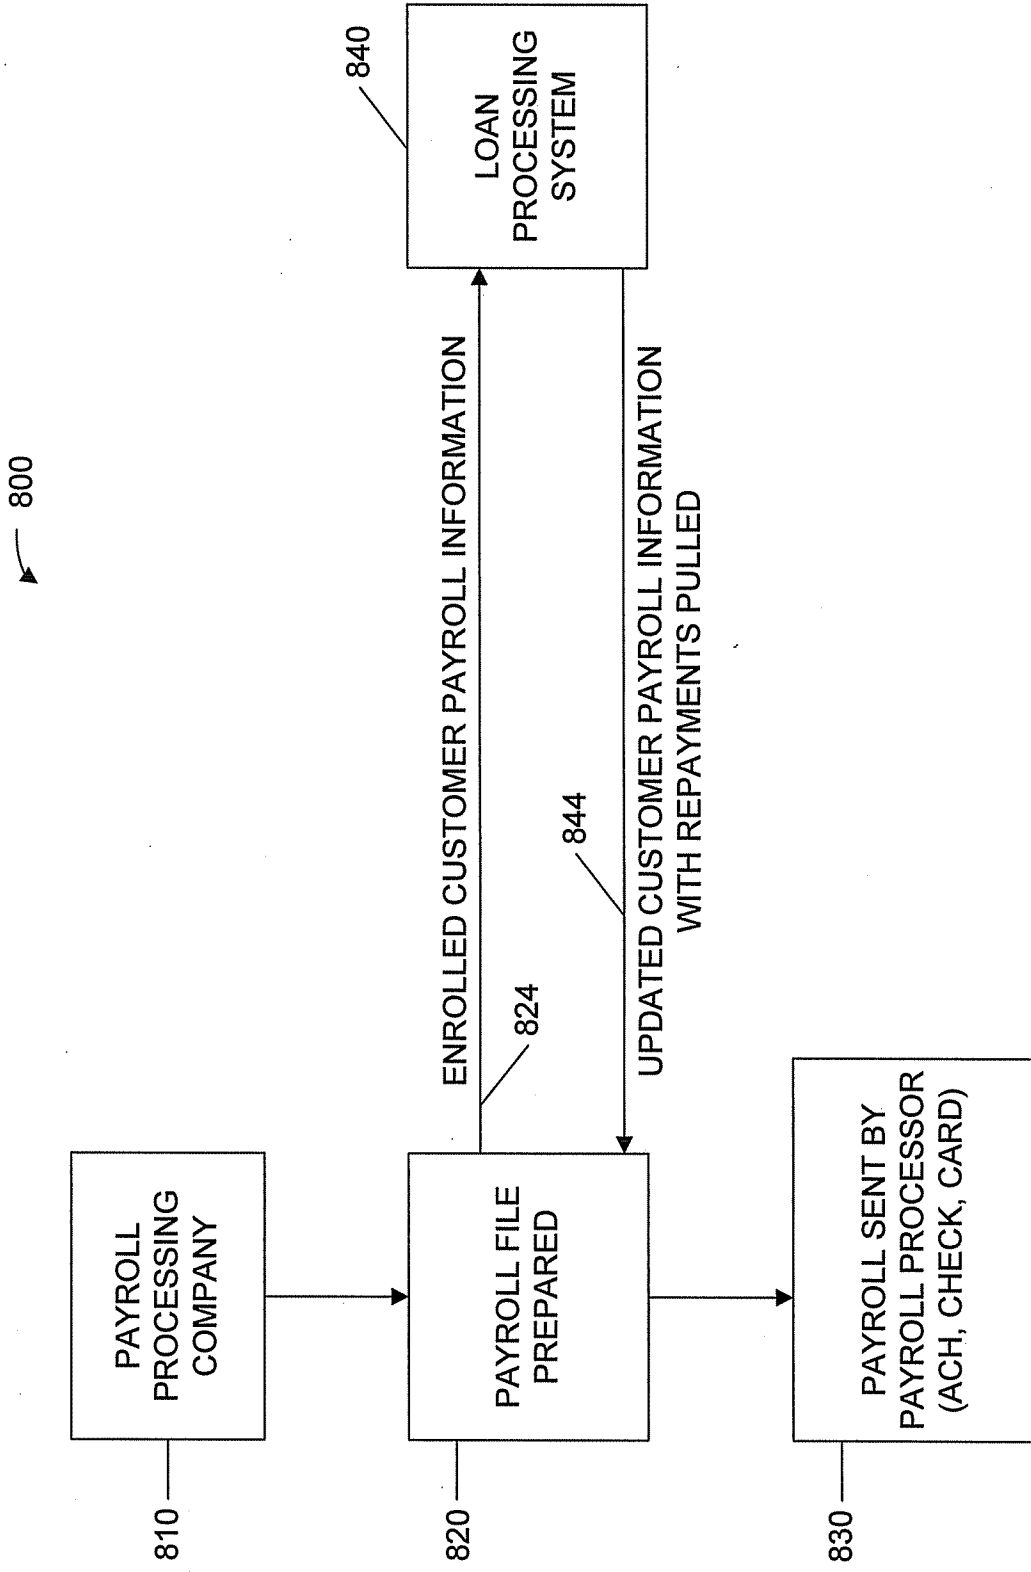 800
810
PAYROLL
PROCESSING
COMPANY
820
PAYROLL FILE
PREPARED
824
ENROLLED CUSTOMER PAYROLL INFORMATION
840
LOAN
PROCESSING
SYSTEM
844
UPDATED CUSTOMER PAYROLL INFORMATION
WITH REPAYMENTS PULLED
830
PAYROLL SENT BY
PAYROLL PROCESSOR
(ACH, CHECK, CARD)